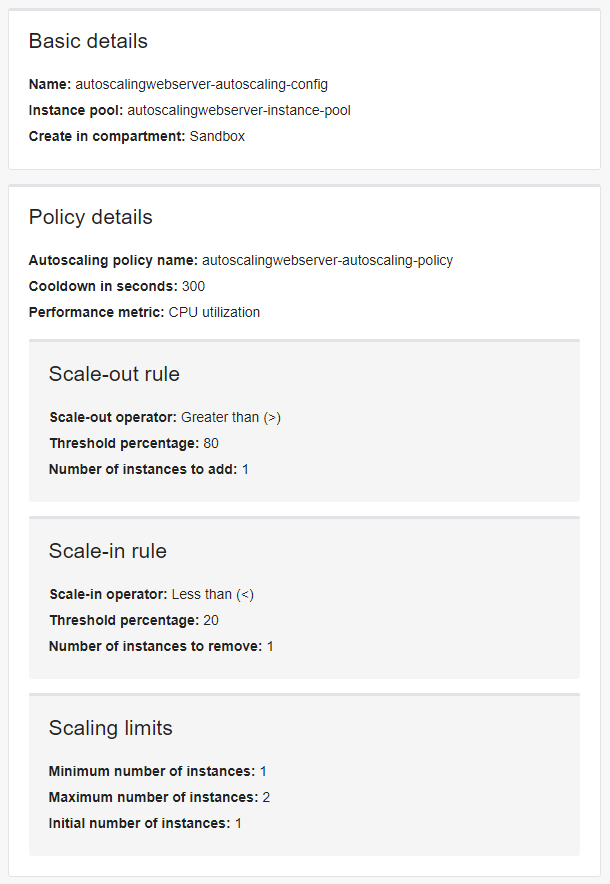 Basic details
Name: autoscalingwebserver-autoscaling-config
Instance pool: autoscalingwebserver-instance-pool
Create in compartment: Sandbox
Policy details
Autoscaling policy name: autoscalingwebserver-autoscaling-policy
Cooldown in seconds: 300
Performance metric: CPU utilization
Scale-out rule
Scale-out operator: Greater than (>)
Threshold percentage: 80
Number of instances to add: 1
Scale-in rule
Scale-in operator: Less than (<)
Threshold percentage: 20
Number of instances to remove: 1
Scaling limits
Minimum number of instances: 1
Maximum number of instances: 2
Initial number of instances: 1